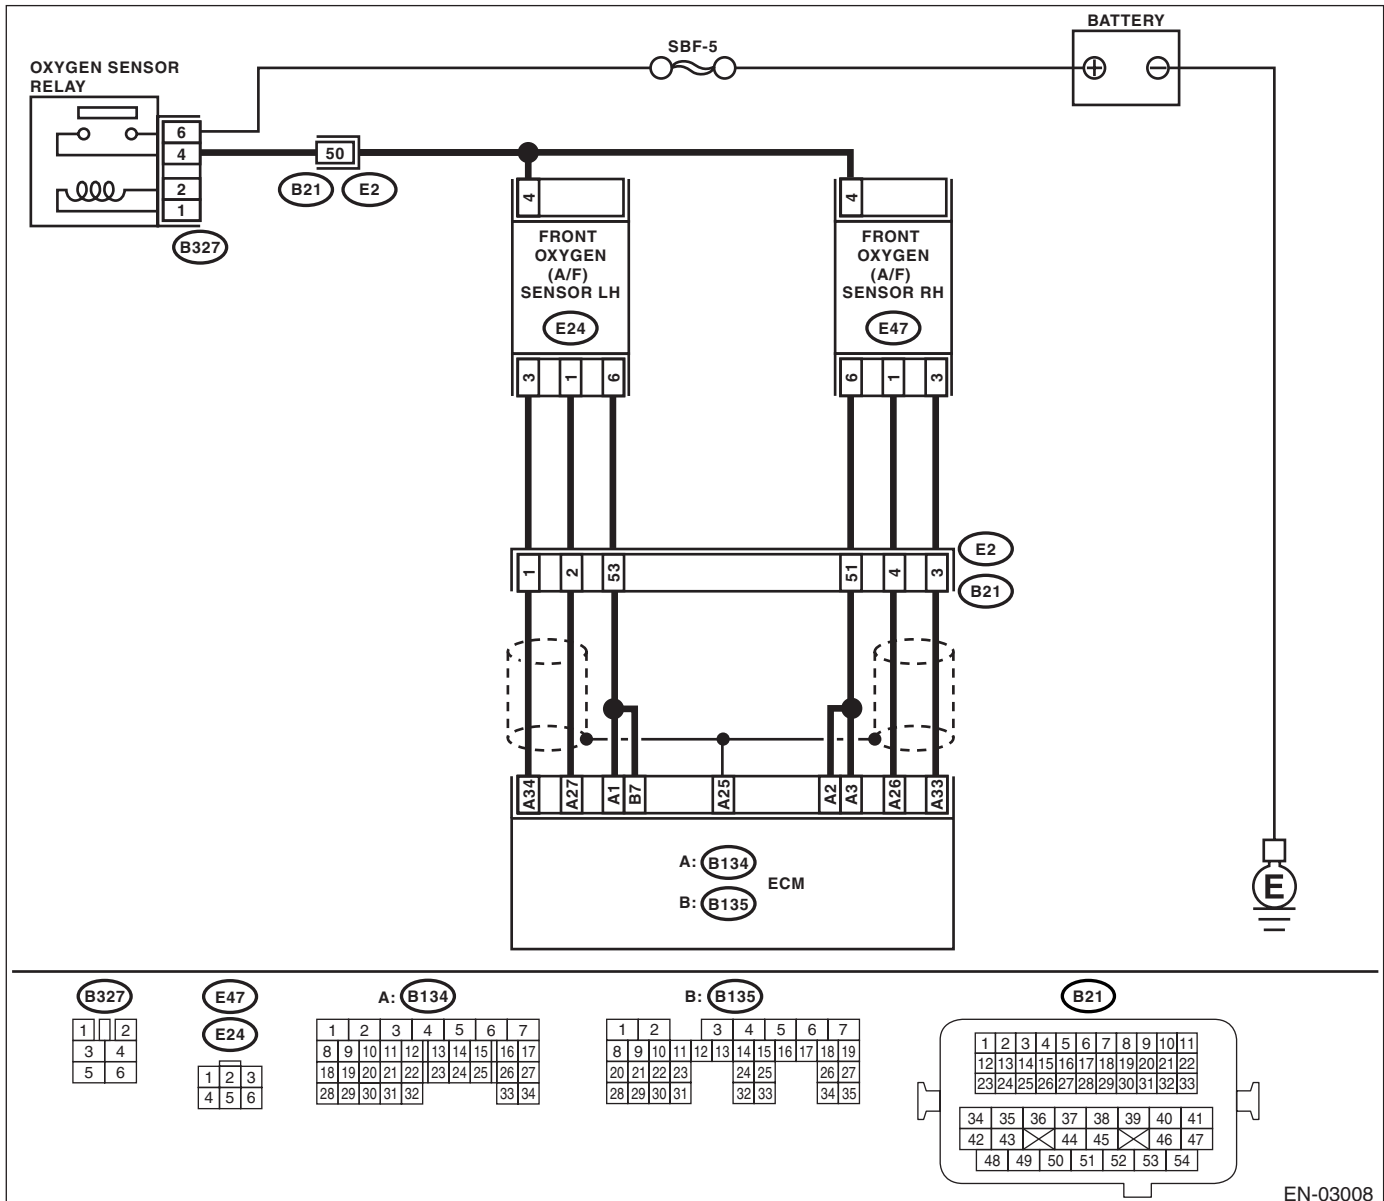 BATTERY
SBF-5
OXYGEN SENSOR
RELAY
6
4
2
1
B327
50
B21 E2
4
FRONT
OXYGEN
(A/F)
SENSOR LH
E24
3 1 6
4
FRONT
OXYGEN
(A/F)
SENSOR RH
E47
6 1 3
E2
1 2 53 51 4 3
B21
A34 A27 A1 B7 A25 A2 A3 A26 A33
A: B134
ECM
B: B135
E
B327
1 2
3 4
5 6
E47
E24
1 2 3
4 5 6
A: B134
1 2 3 4 5 6 7
8 9 10 11 12 13 14 15 16 17
18 19 20 21 22 23 24 25 26 27
28 29 30 31 32 33 34
B: B135
1 2 3 4 5 6 7
8 9 10 11 12 13 14 15 16 17 18 19
20 21 22 23 24 25 26 27
28 29 30 31 32 33 34 35
B21
1 2 3 4 5 6 7 8 9 10 11
12 13 14 15 16 17 18 19 20 21 22
23 24 25 26 27 28 29 30 31 32 33
34 35 36 37 38 39 40 41
42 43 44 45 46 47
48 49 50 51 52 53 54
EN-03008